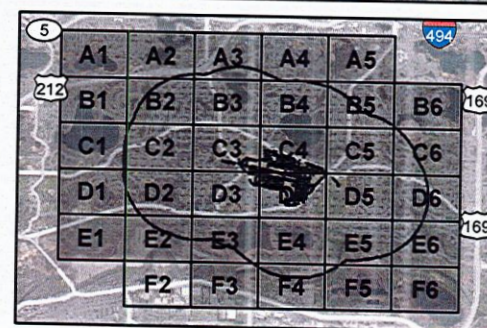 5
494
A1 A2 A3 A4 A5
212
B1 B2 B3 B4 B5 B6
169
C1 C2 C3 C4 C5 C6
D1 D2 D3 D5 D6
169
E1 E2 E3 E4 E5 E6
F2 F3 F4 F5 F6